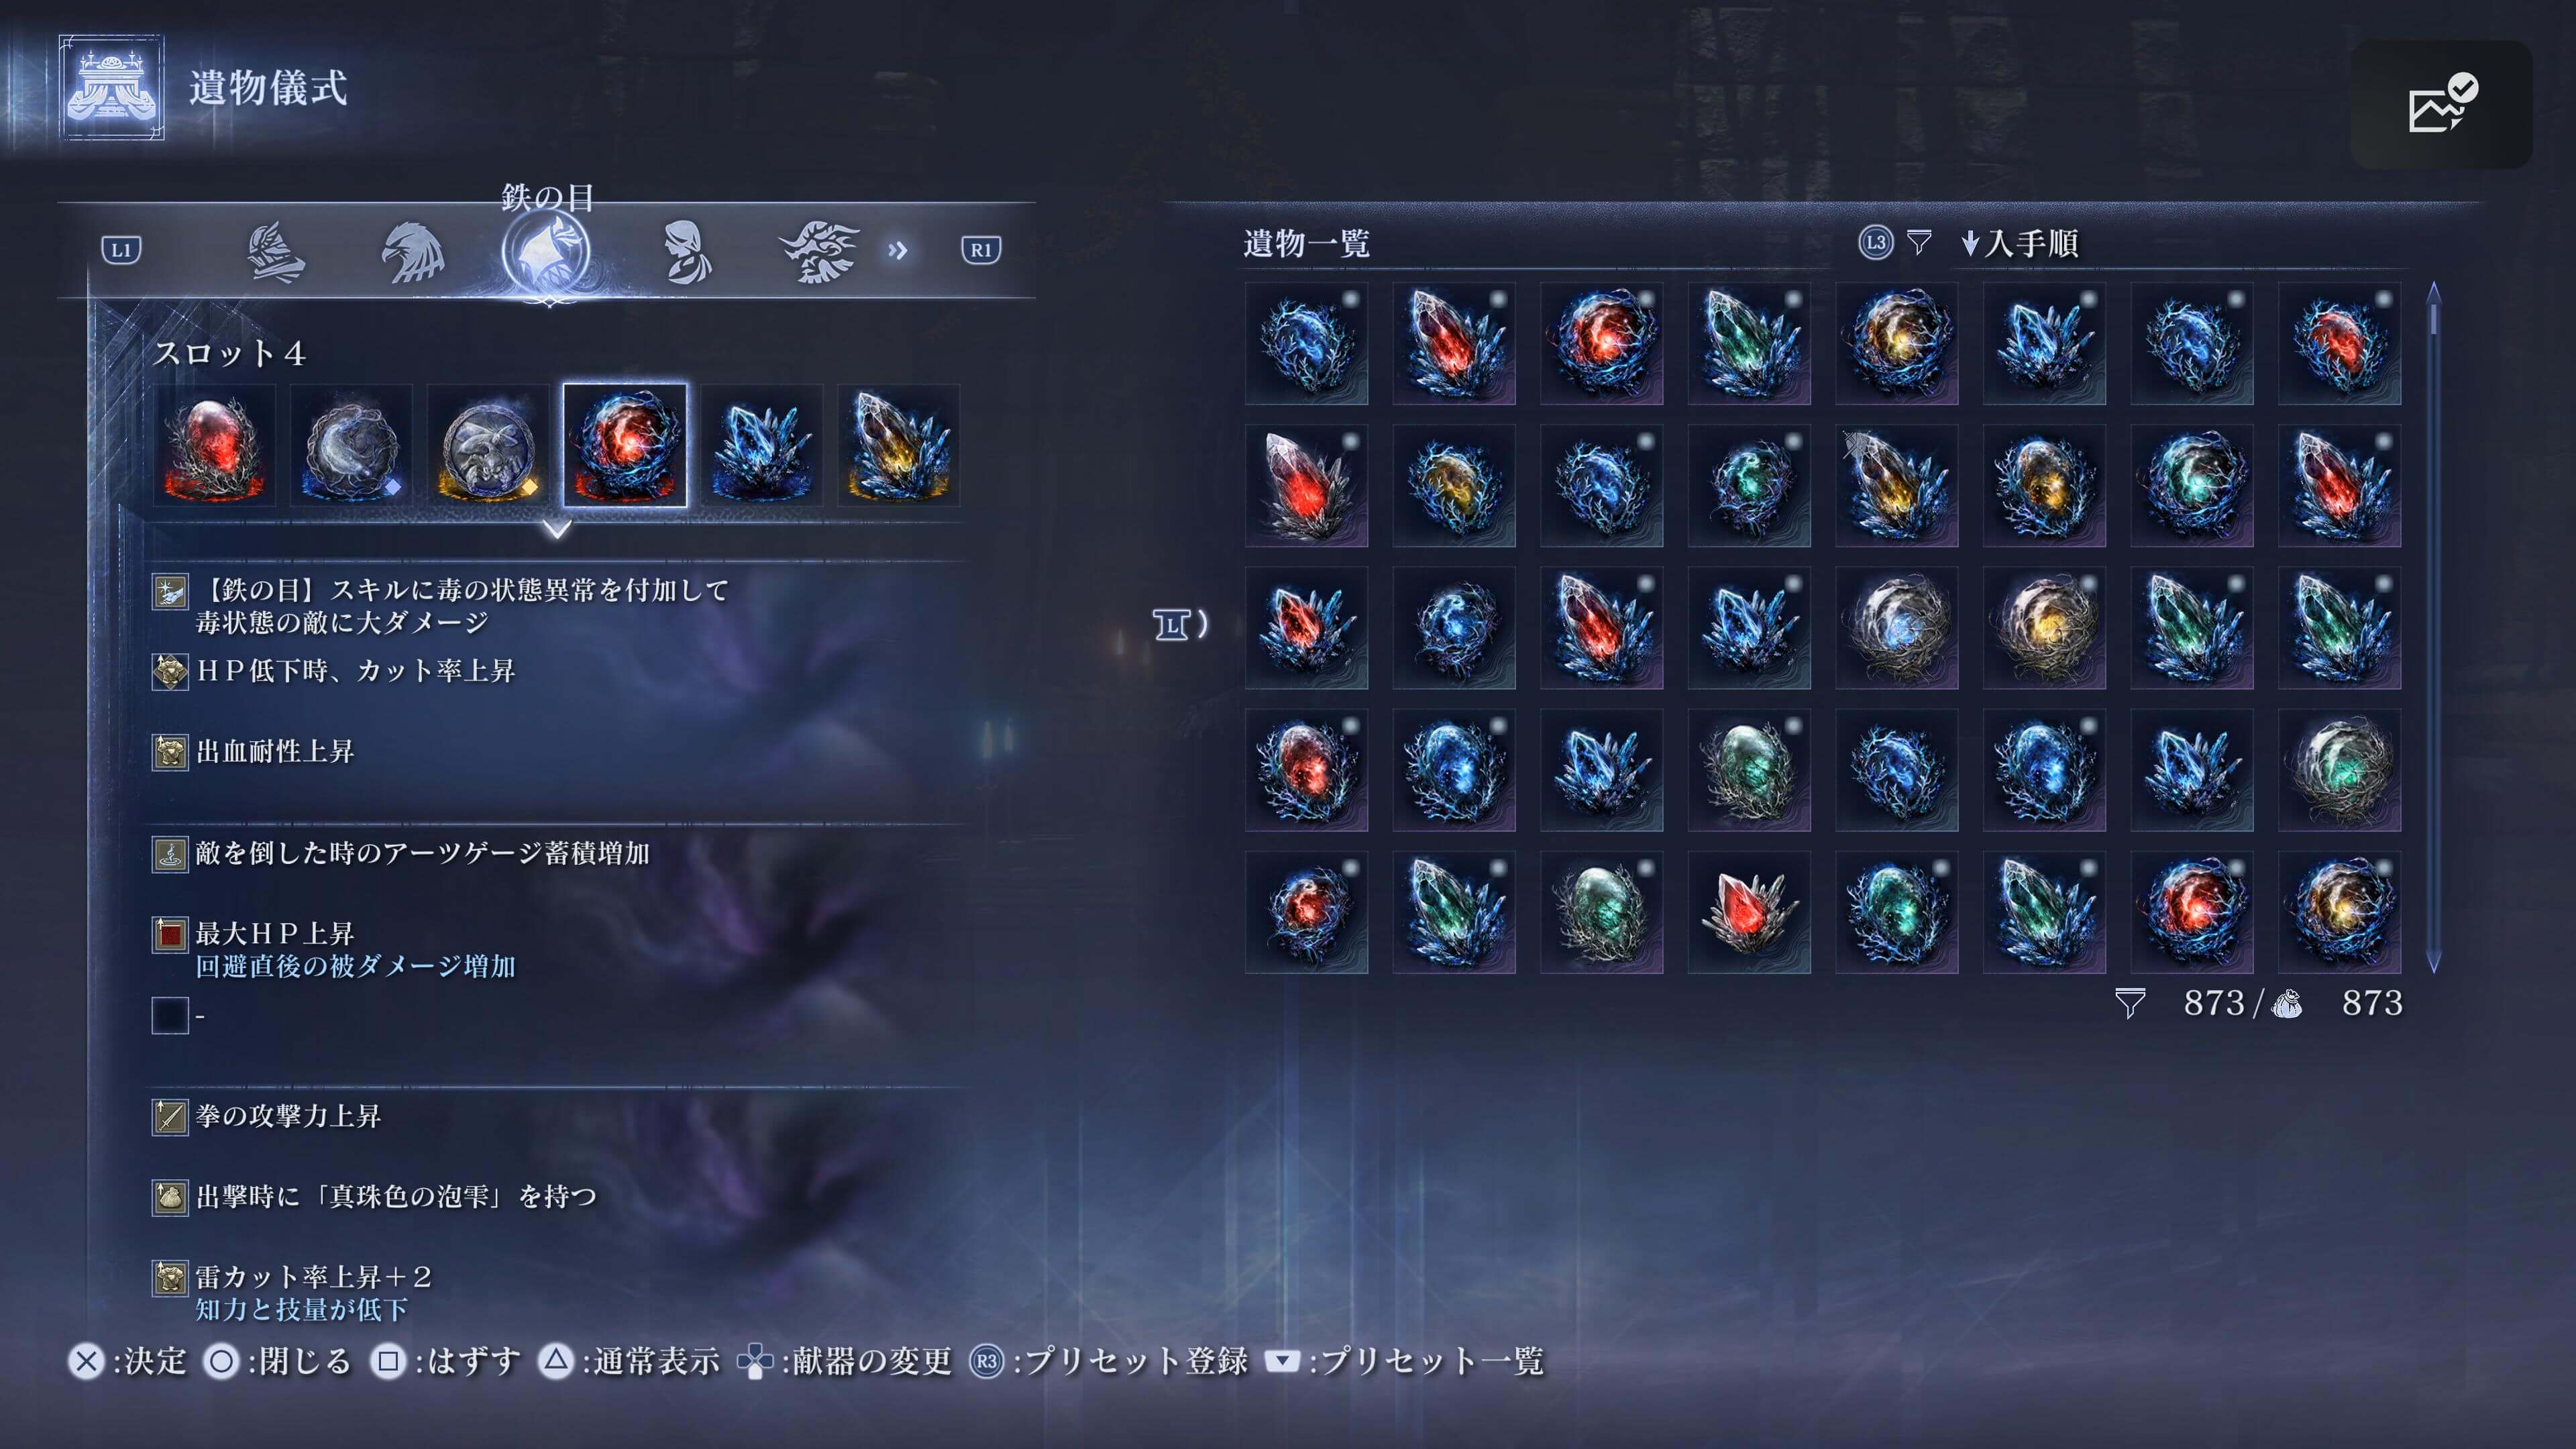 遺物儀式
鉄の目
L1
R1
スロット4
【鉄の目】スキルに毒の状態異常を付加して
毒状態の敵に大ダメージ
HP低下時、カット率上昇
出血耐性上昇
敵を倒した時のアーツゲージ蓄積増加
最大HP上昇
回避直後の被ダメージ増加
-
拳の攻撃力上昇
出撃時に「真珠色の泡雫」を持つ
雷カット率上昇+2
知力と技量が低下
遺物一覧
L3
入手順
L
873/ 873
:決定 :閉じる :はずす :通常表示 :献器の変更 R3:プリセット登録 :プリセット一覧